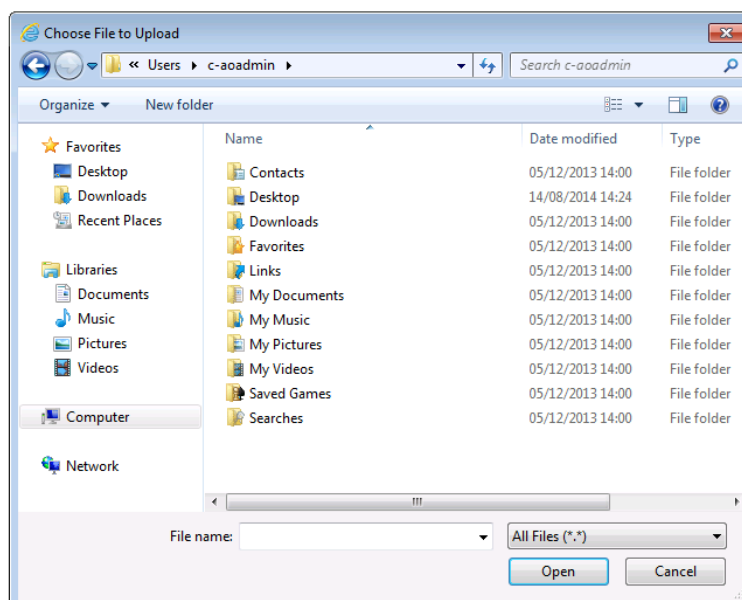 Choose File to Upload
« Users ▸ c-aoadmin ▸
Search c-aoadmin
Organize ▾ New folder
Favorites
Desktop
Downloads
Recent Places
Libraries
Documents
Music
Pictures
Videos
Computer
Network
Name Date modified Type
Contacts 05/12/2013 14:00 File folder
Desktop 14/08/2014 14:24 File folder
Downloads 05/12/2013 14:00 File folder
Favorites 05/12/2013 14:00 File folder
Links 05/12/2013 14:00 File folder
My Documents 05/12/2013 14:00 File folder
My Music 05/12/2013 14:00 File folder
My Pictures 05/12/2013 14:00 File folder
My Videos 05/12/2013 14:00 File folder
Saved Games 05/12/2013 14:00 File folder
Searches 05/12/2013 14:00 File folder
File name:
All Files (*.*)
Open Cancel